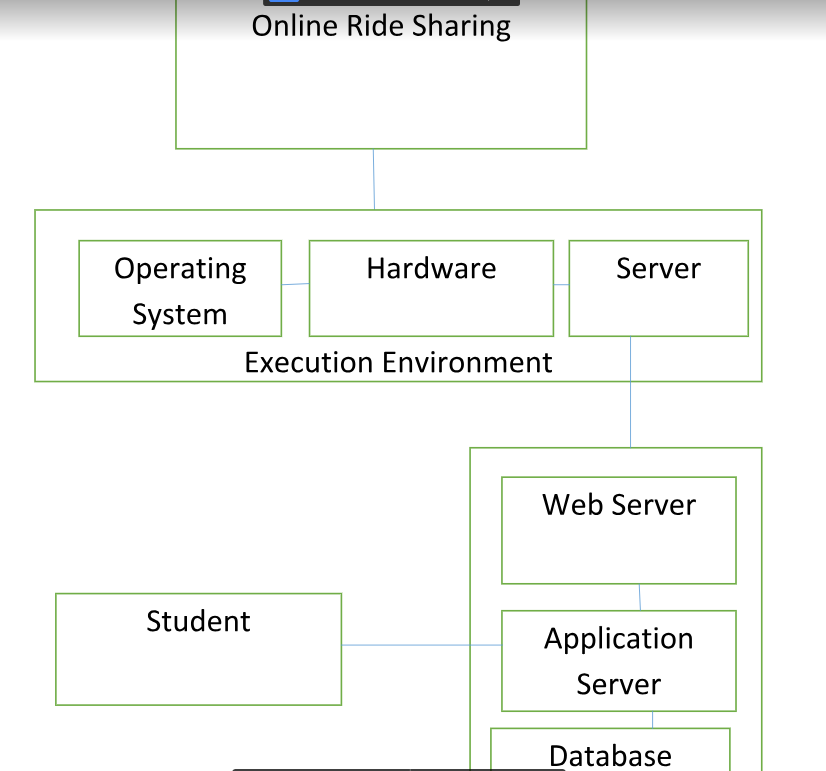 Online Ride Sharing
Operating
System
Hardware
Server
Execution Environment
Web Server
Student
Application
Server
Database